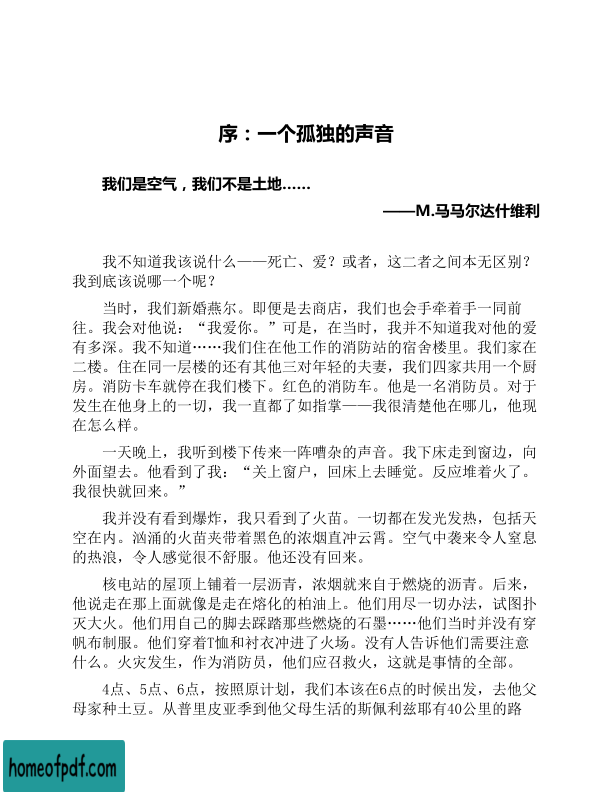 序：一个孤独的声音
我们是空气，我们不是土地……
——M.马马尔达什维利
我不知道我该说什么——死亡、爱？或者，这二者之间本无区别？
我到底该说哪一个呢？
当时，我们新婚燕尔。即便是去商店，我们也会手牵着手一同前
往。我会对他说：“我爱你。”可是，在当时，我并不知道我对他的爱
有多深。我不知道……我们住在他工作的消防站的宿舍楼里。我们家在
二楼。住在同一层楼的还有其他三对年轻的夫妻，我们四家共用一个厨
房。消防卡车就停在我们楼下。红色的消防车。他是一名消防员。对于
发生在他身上的一切，我一直都了如指掌——我很清楚他在哪儿，他现
在怎么样。
一天晚上，我听到楼下传来一阵嘈杂的声音。我下床走到窗边，向
外面望去。他看到了我：“关上窗户，回床上去睡觉。反应堆着火了。
我很快就回来。”
我并没有看到爆炸，我只看到了火苗。一切都在发光发热，包括天
空在内。汹涌的火苗夹带着黑色的浓烟直冲云霄。空气中袭来令人窒息
的热浪，令人感觉很不舒服。他还没有回来。
核电站的屋顶上铺着一层沥青，浓烟就来自于燃烧的沥青。后来，
他说走在那上面就像是走在熔化的柏油上。他们用尽一切办法，试图扑
灭大火。他们用自己的脚去踩踏那些燃烧的石墨……他们当时并没有穿
帆布制服。他们穿着T恤和衬衣冲进了火场。没有人告诉他们需要注意
什么。火灾发生，作为消防员，他们应召救火，这就是事情的全部。
4点、5点、6点，按照原计划，我们本该在6点的时候出发，去他父
母家种土豆。从普里皮亚季到他父母生活的斯佩利兹耶有40公里的路
homeofpdf.com